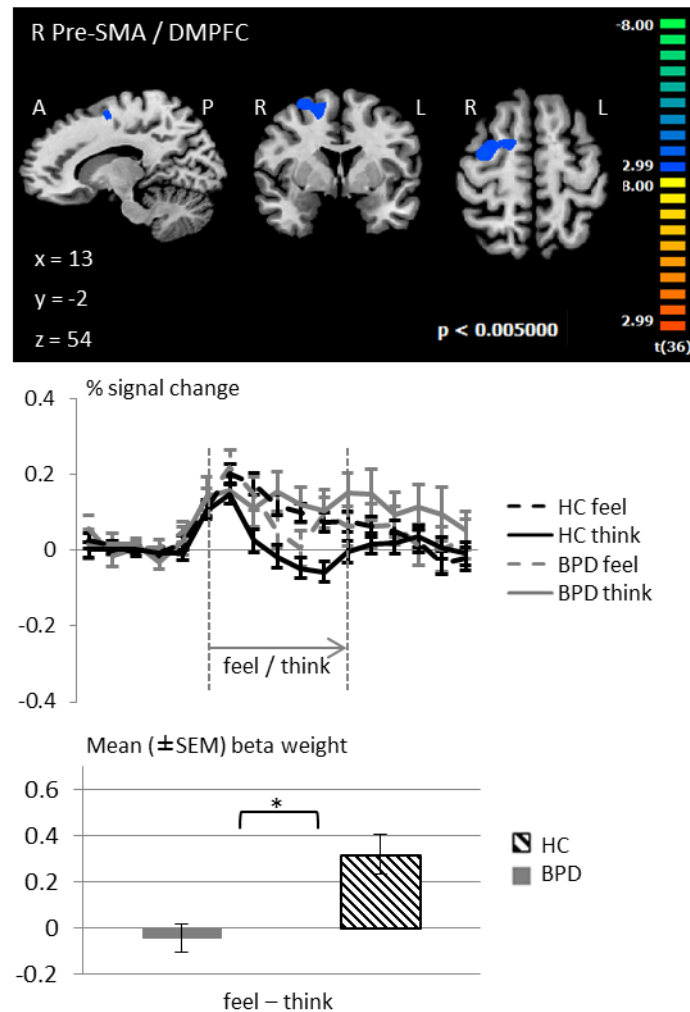 R Pre-SMA / DMPFC
-8.00
A P R L R L
2.99
8.00
x = 13
y = -2
z = 54
p < 0.005000
2.99
t(36)
% signal change
0.4
0.2
0
-0.2
-0.4
feel / think
HC feel
HC think
BPD feel
BPD think
Mean (±SEM) beta weight
0.6
0.4
0.2
0
-0.2
*
HC
BPD
feel – think